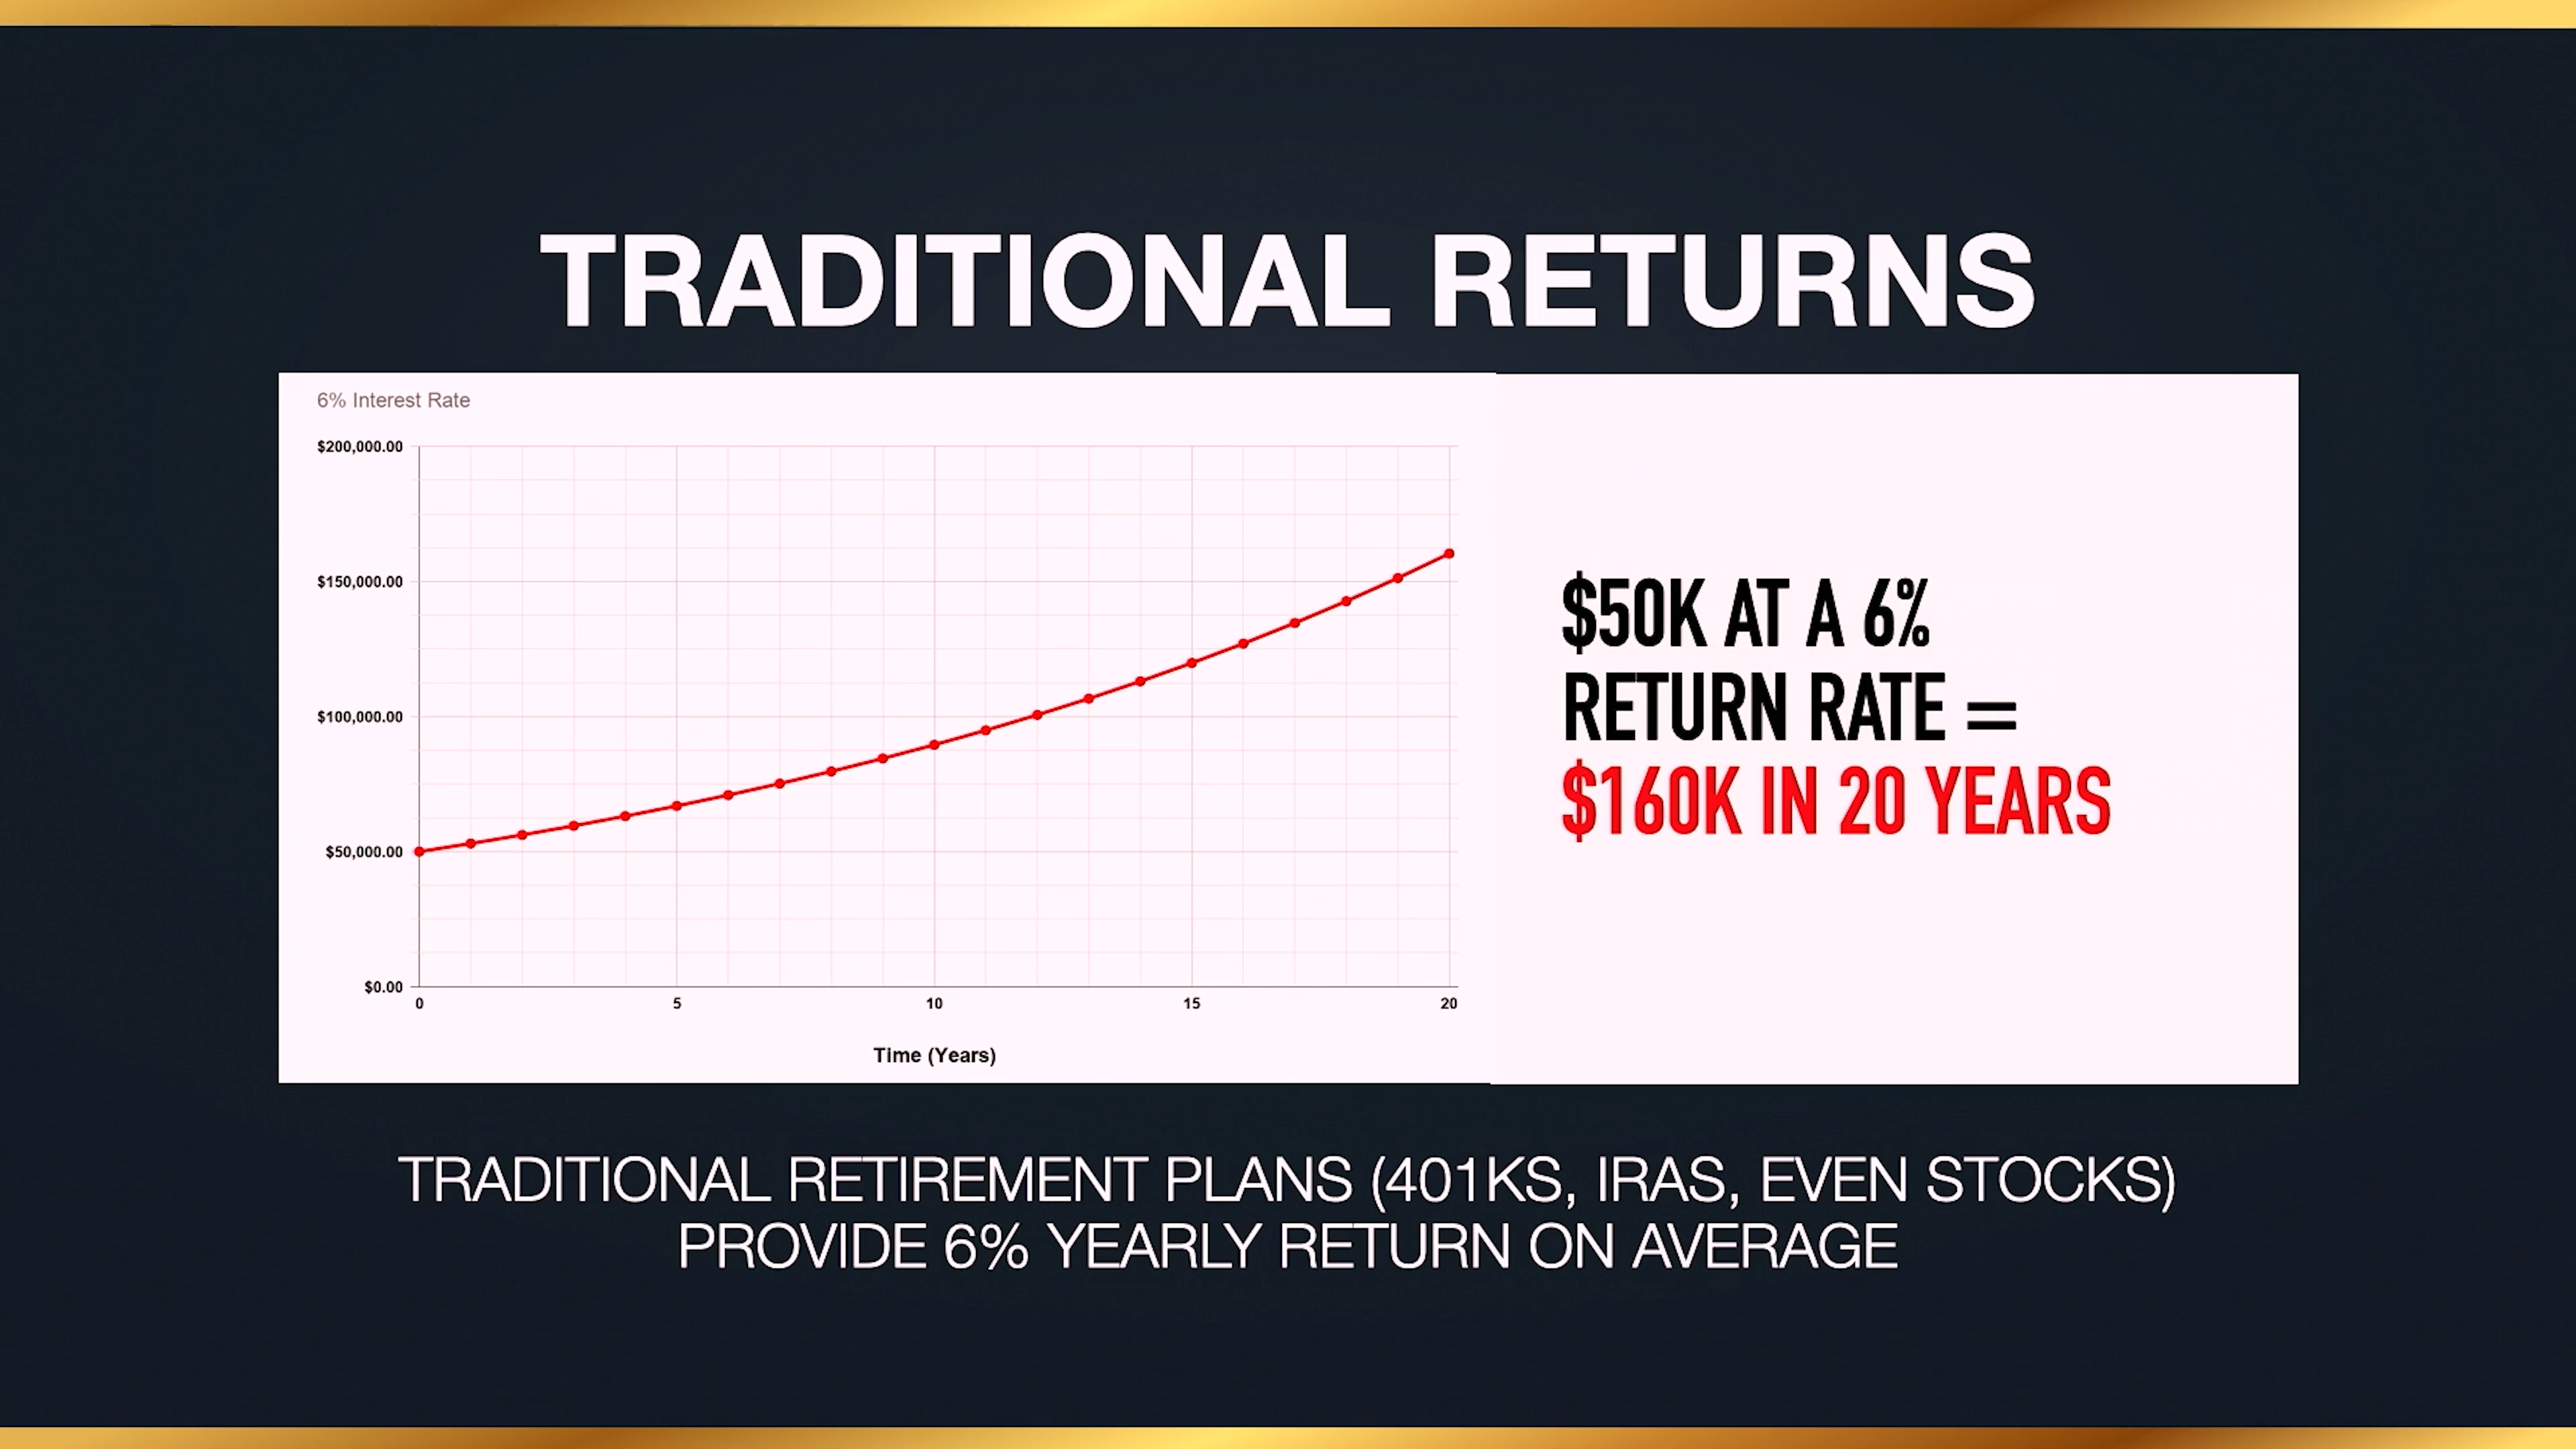 TRADITIONAL RETURNS
6% Interest Rate
$200,000.00
$150,000.00
$100,000.00
$50,000.00
$0.00
0 5 10 15 20
Time (Years)
$50K AT A 6%
RETURN RATE =
$160K IN 20 YEARS
TRADITIONAL RETIREMENT PLANS (401KS, IRAS, EVEN STOCKS)
PROVIDE 6% YEARLY RETURN ON AVERAGE